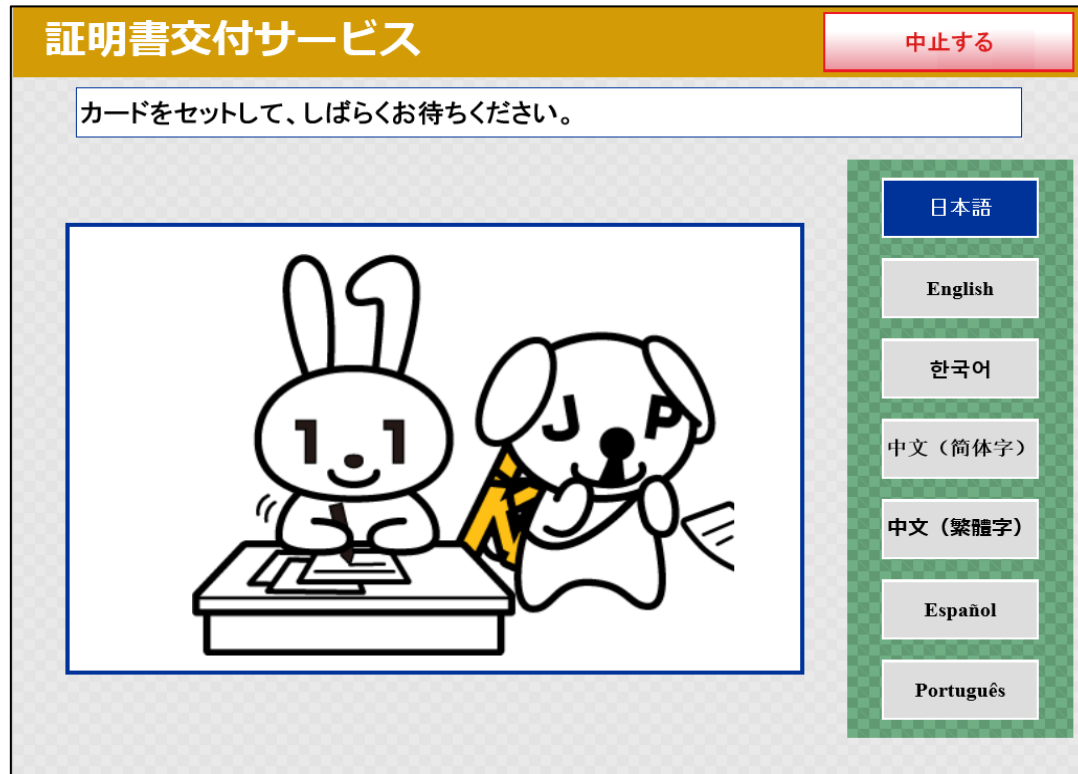 証明書交付サービス
中止する
カードをセットして、しばらくお待ちください。
日本語
English
한국어
中文（简体字）
中文（繁體字）
Español
Português
1 1
J P
K